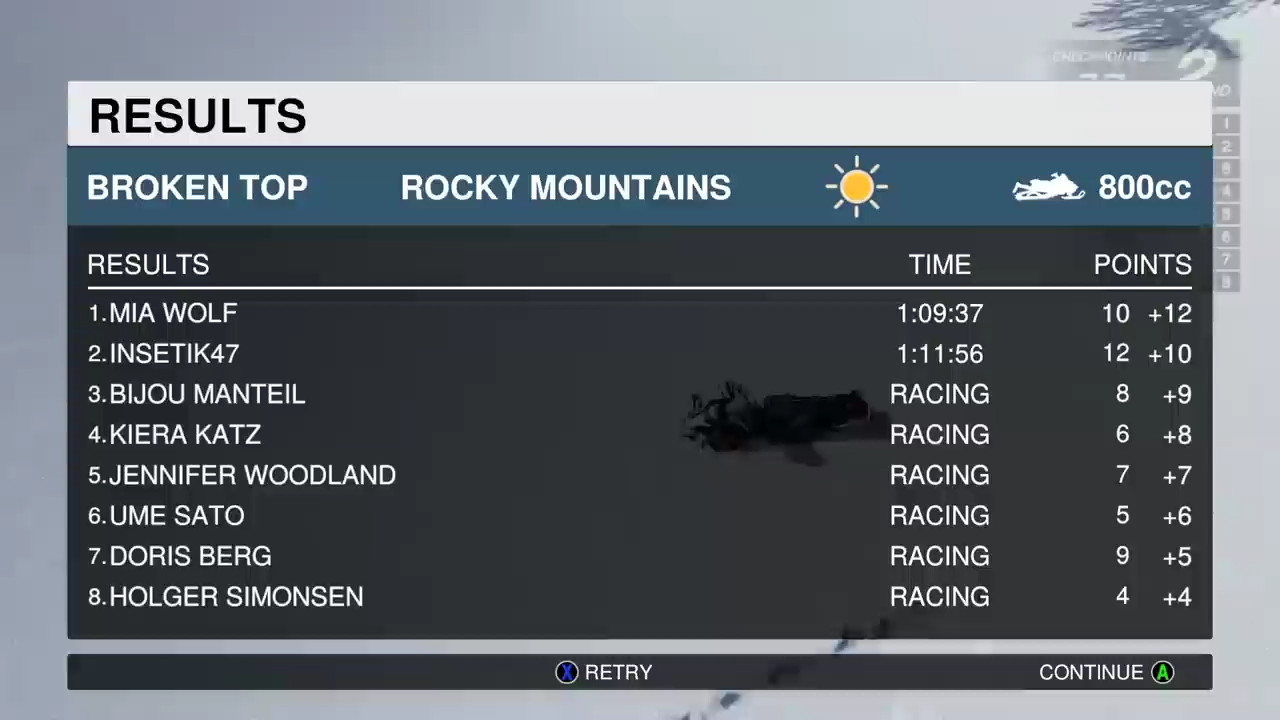 CHECKPOINTS
2
ND
RESULTS
BROKEN TOP ROCKY MOUNTAINS 800cc
RESULTS TIME POINTS
1. MIA WOLF 1:09:37 10 +12
2. INSETIK47 1:11:56 12 +10
3. BIJOU MANTEIL RACING 8 +9
4. KIERA KATZ RACING 6 +8
5. JENNIFER WOODLAND RACING 7 +7
6. UME SATO RACING 5 +6
7. DORIS BERG RACING 9 +5
8. HOLGER SIMONSEN RACING 4 +4
X RETRY CONTINUE A